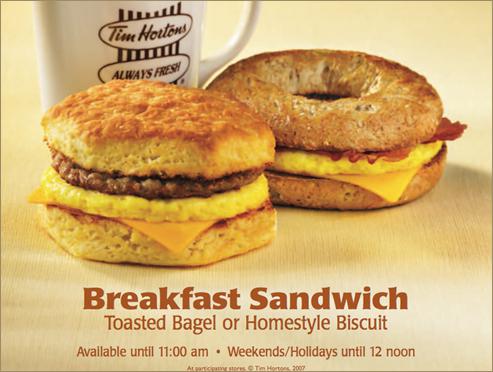 Tim Hortons
ALWAYS FRESH
Breakfast Sandwich
Toasted Bagel or Homestyle Biscuit
Available until 11:00 am • Weekends/Holidays until 12 noon
At participating stores. © Tim Hortons, 2007